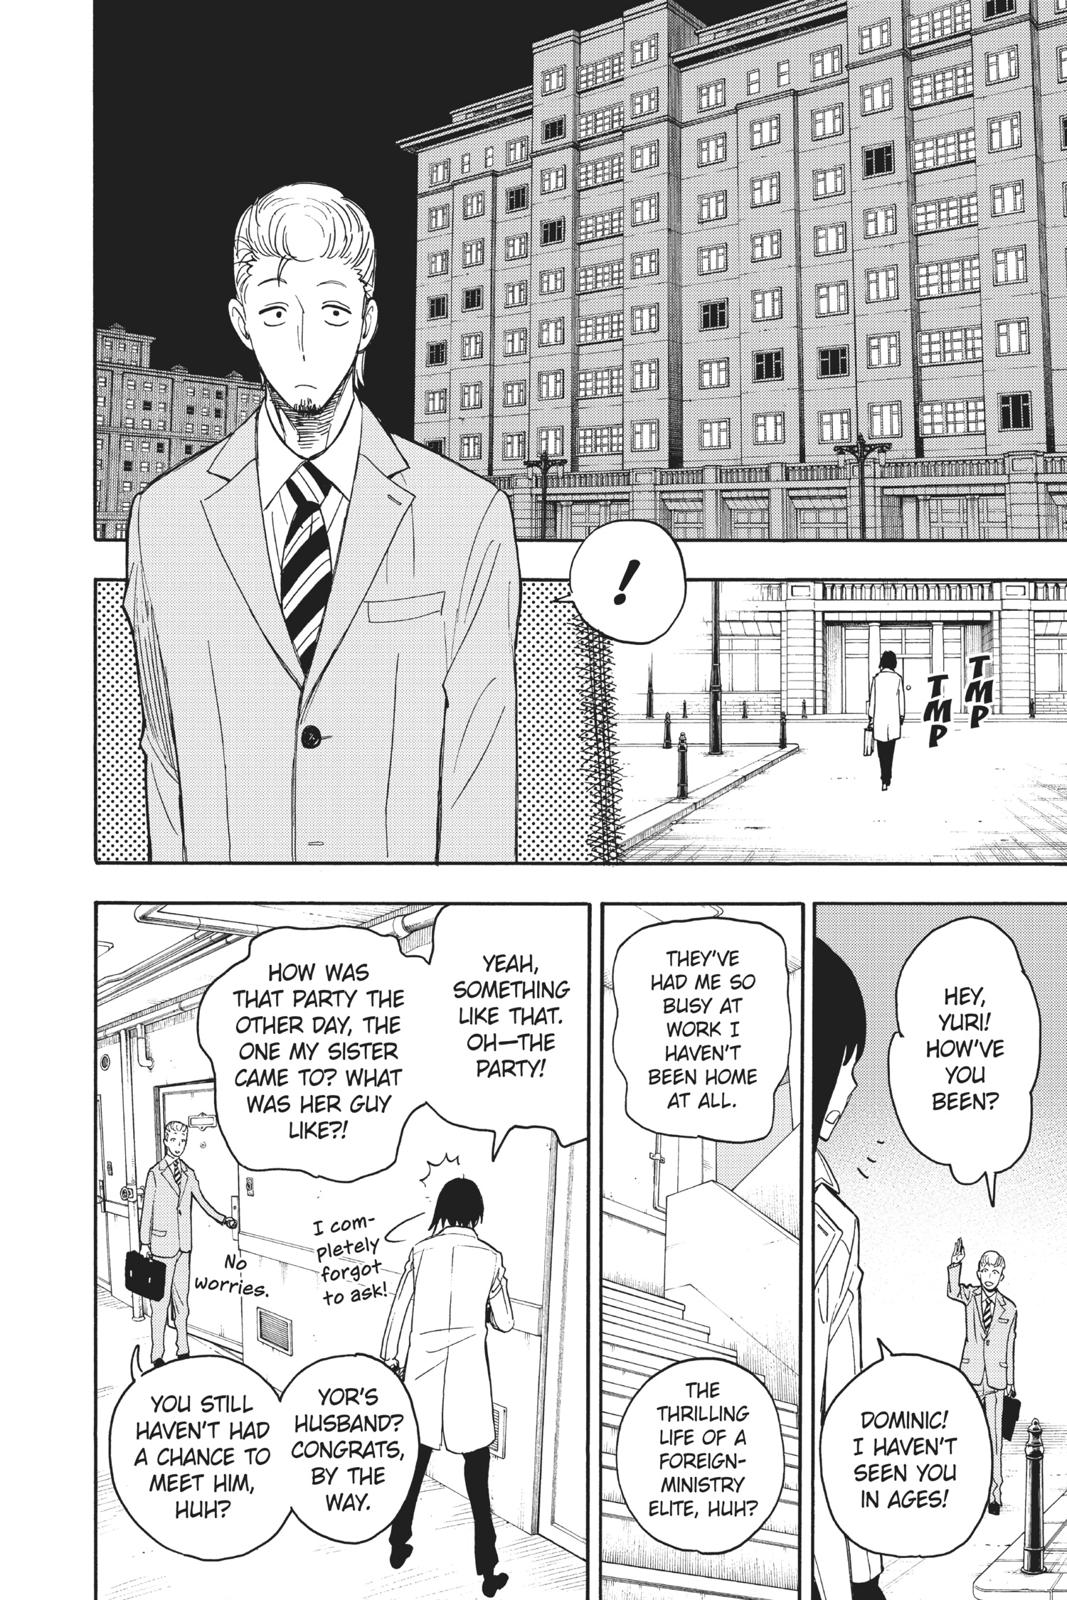 !
TMP
TMP
HEY,
YURI!
HOW'VE
YOU
BEEN?
DOMINIC!
I HAVEN'T
SEEN YOU
IN AGES!
THEY'VE
HAD ME SO
BUSY AT
WORK I
HAVEN'T
BEEN HOME
AT ALL.
THE
THRILLING
LIFE OF A
FOREIGN-
MINISTRY
ELITE, HUH?
YEAH,
SOMETHING
LIKE THAT.
OH—THE
PARTY!
HOW WAS
THAT PARTY THE
OTHER DAY, THE
ONE MY SISTER
CAME TO? WHAT
WAS HER GUY
LIKE?!
I com-
pletely
forgot
to ask!
No
worries.
YOR'S
HUSBAND?
CONGRATS,
BY THE
WAY.
YOU STILL
HAVEN'T HAD
A CHANCE TO
MEET HIM,
HUH?